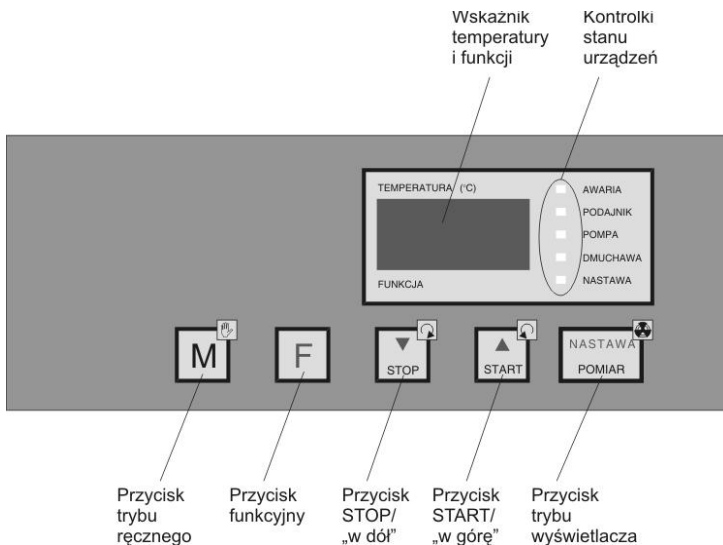 Wskaźnik
temperatury
i funkcji
Kontrolki
stanu
urządzeń
TEMPERATURA (°C)
FUNKCJA
AWARIA
PODAJNIK
POMPA
DMUCHAWA
NASTAWA
M
F
STOP
START
NASTAWA
POMIAR
Przycisk
trybu
ręcznego
Przycisk
funkcyjny
Przycisk
STOP/
„w dół”
Przycisk
START/
„w górę”
Przycisk
trybu
wyświetlacza